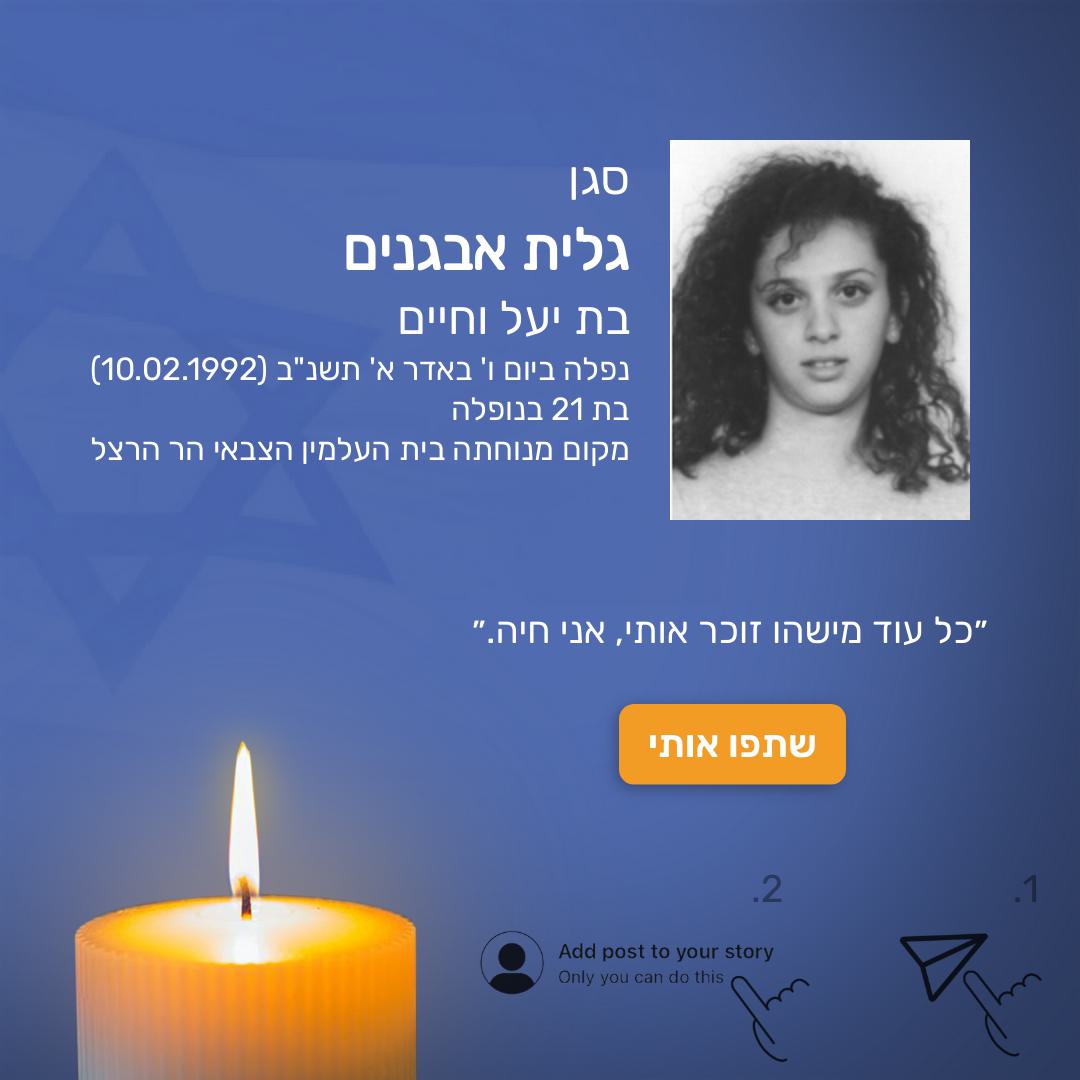 סגן
גלית אבגנים
בת יעל וחיים
נפלה ביום ו' באדר א' תשנ"ב (10.02.1992)
בת 21 בנופלה
מקום מנוחתה בית העלמין הצבאי הר הרצל
״כל עוד מישהו זוכר אותי, אני חיה.״
שתפו אותי
1.
2.
Add post to your story
Only you can do this